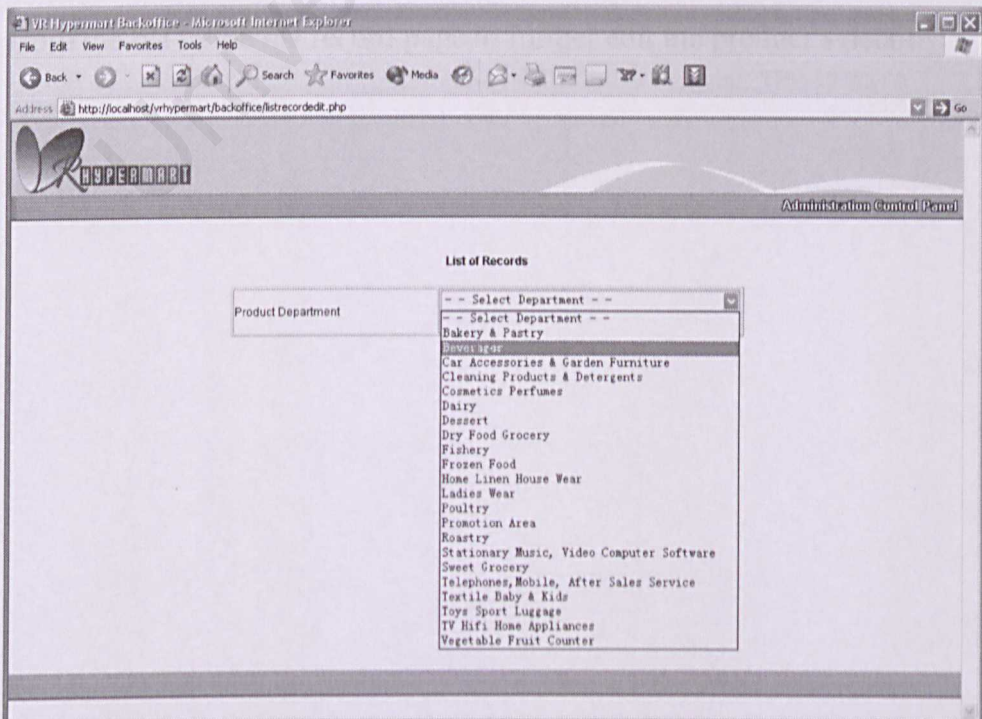 VR Hypermart Backoffice - Microsoft Internet Explorer
File Edit View Favorites Tools Help
Back Search Favorites Media
Address http://localhost/vrhypermart/backoffice/listrecordedit.php Go
VR HYPERMART
Administration Control Panel
List of Records
Product Department
- - Select Department - -
- - Select Department - -
Bakery & Pastry
Beverages
Car Accessories & Garden Furniture
Cleaning Products & Detergents
Cosmetics Perfumes
Dairy
Dessert
Dry Food Grocery
Fishery
Frozen Food
Home Linen House Wear
Ladies Wear
Poultry
Promotion Area
Roastry
Stationary Music, Video Computer Software
Sweet Grocery
Telephones,Mobile, After Sales Service
Textile Baby & Kids
Toys Sport Luggage
TV Hifi Home Appliances
Vegetable Fruit Counter